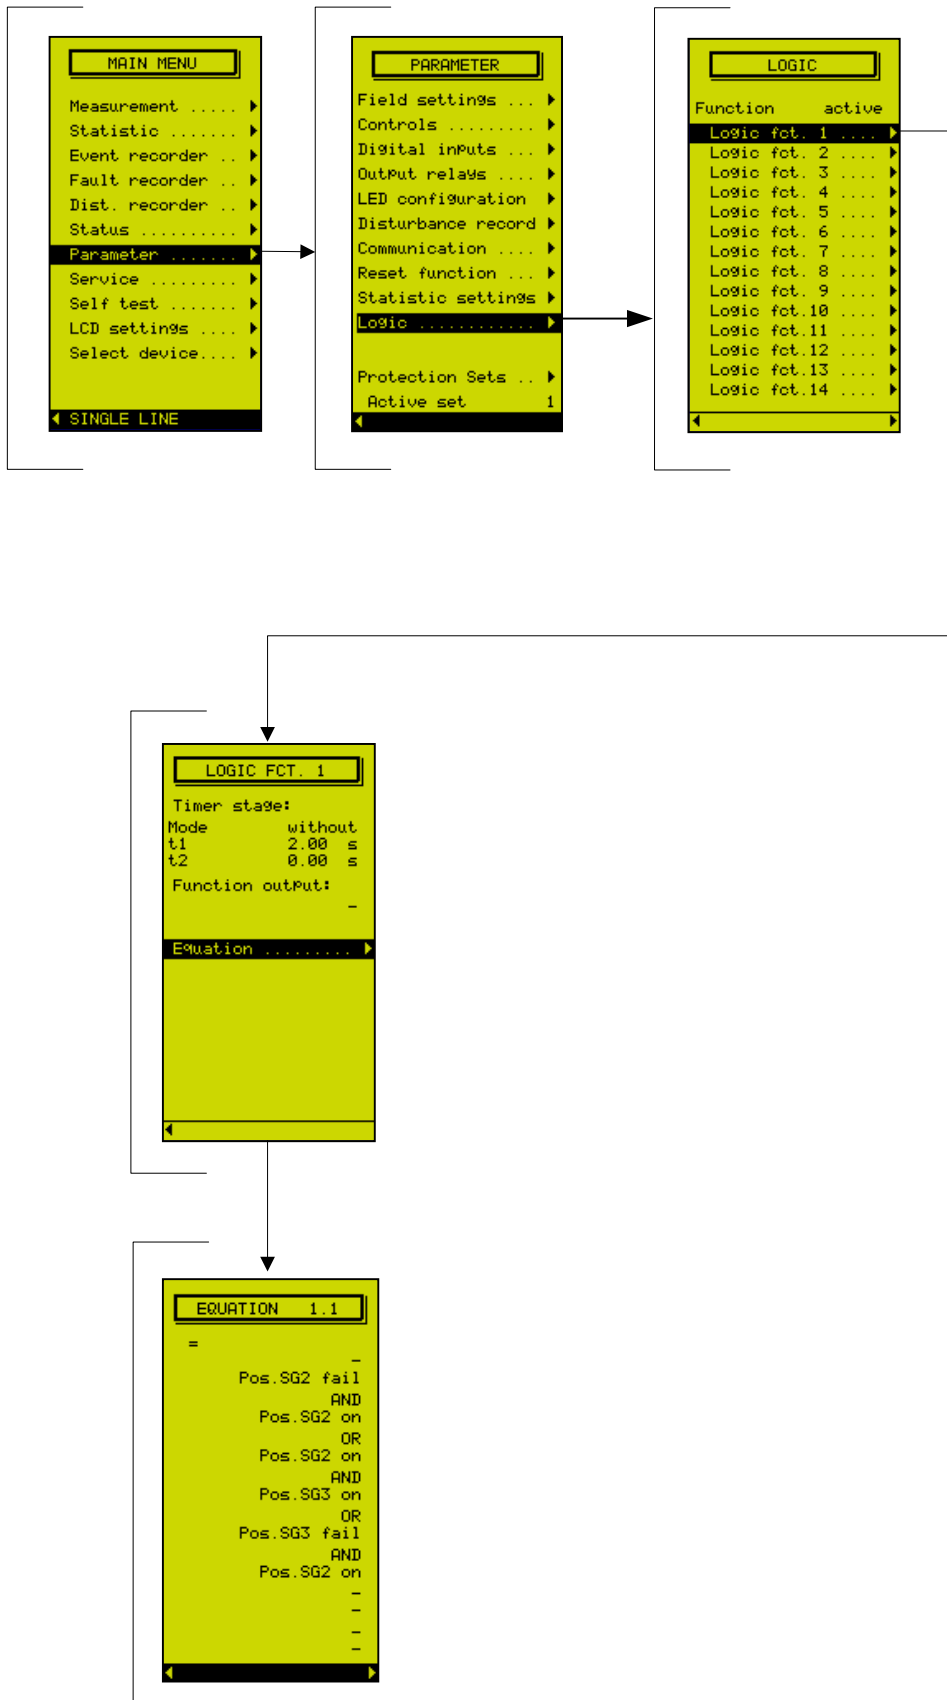 MAIN MENU
Measurement .....
Statistic .......
Event recorder ..
Fault recorder ..
Dist. recorder ..
Status ..........
Parameter .......
Service .........
Self test .......
LCD settings ....
Select device....
SINGLE LINE
PARAMETER
Field settings ...
Controls .........
Digital inputs ...
Output relays ....
LED configuration
Disturbance record
Communication ....
Reset function ...
Statistic settings
Logic ............
Protection Sets ..
Active set 1
LOGIC
Function active
Logic fct. 1 ....
Logic fct. 2 ....
Logic fct. 3 ....
Logic fct. 4 ....
Logic fct. 5 ....
Logic fct. 6 ....
Logic fct. 7 ....
Logic fct. 8 ....
Logic fct. 9 ....
Logic fct.10 ....
Logic fct.11 ....
Logic fct.12 ....
Logic fct.13 ....
Logic fct.14 ....
LOGIC FCT. 1
Timer stage:
Mode without
t1 2.00 s
t2 0.00 s
Function output:
–
Equation .........
EQUATION 1.1
=
–
Pos.SG2 fail
AND
Pos.SG2 on
OR
Pos.SG2 on
AND
Pos.SG3 on
OR
Pos.SG3 fail
AND
Pos.SG2 on
–
–
–
–